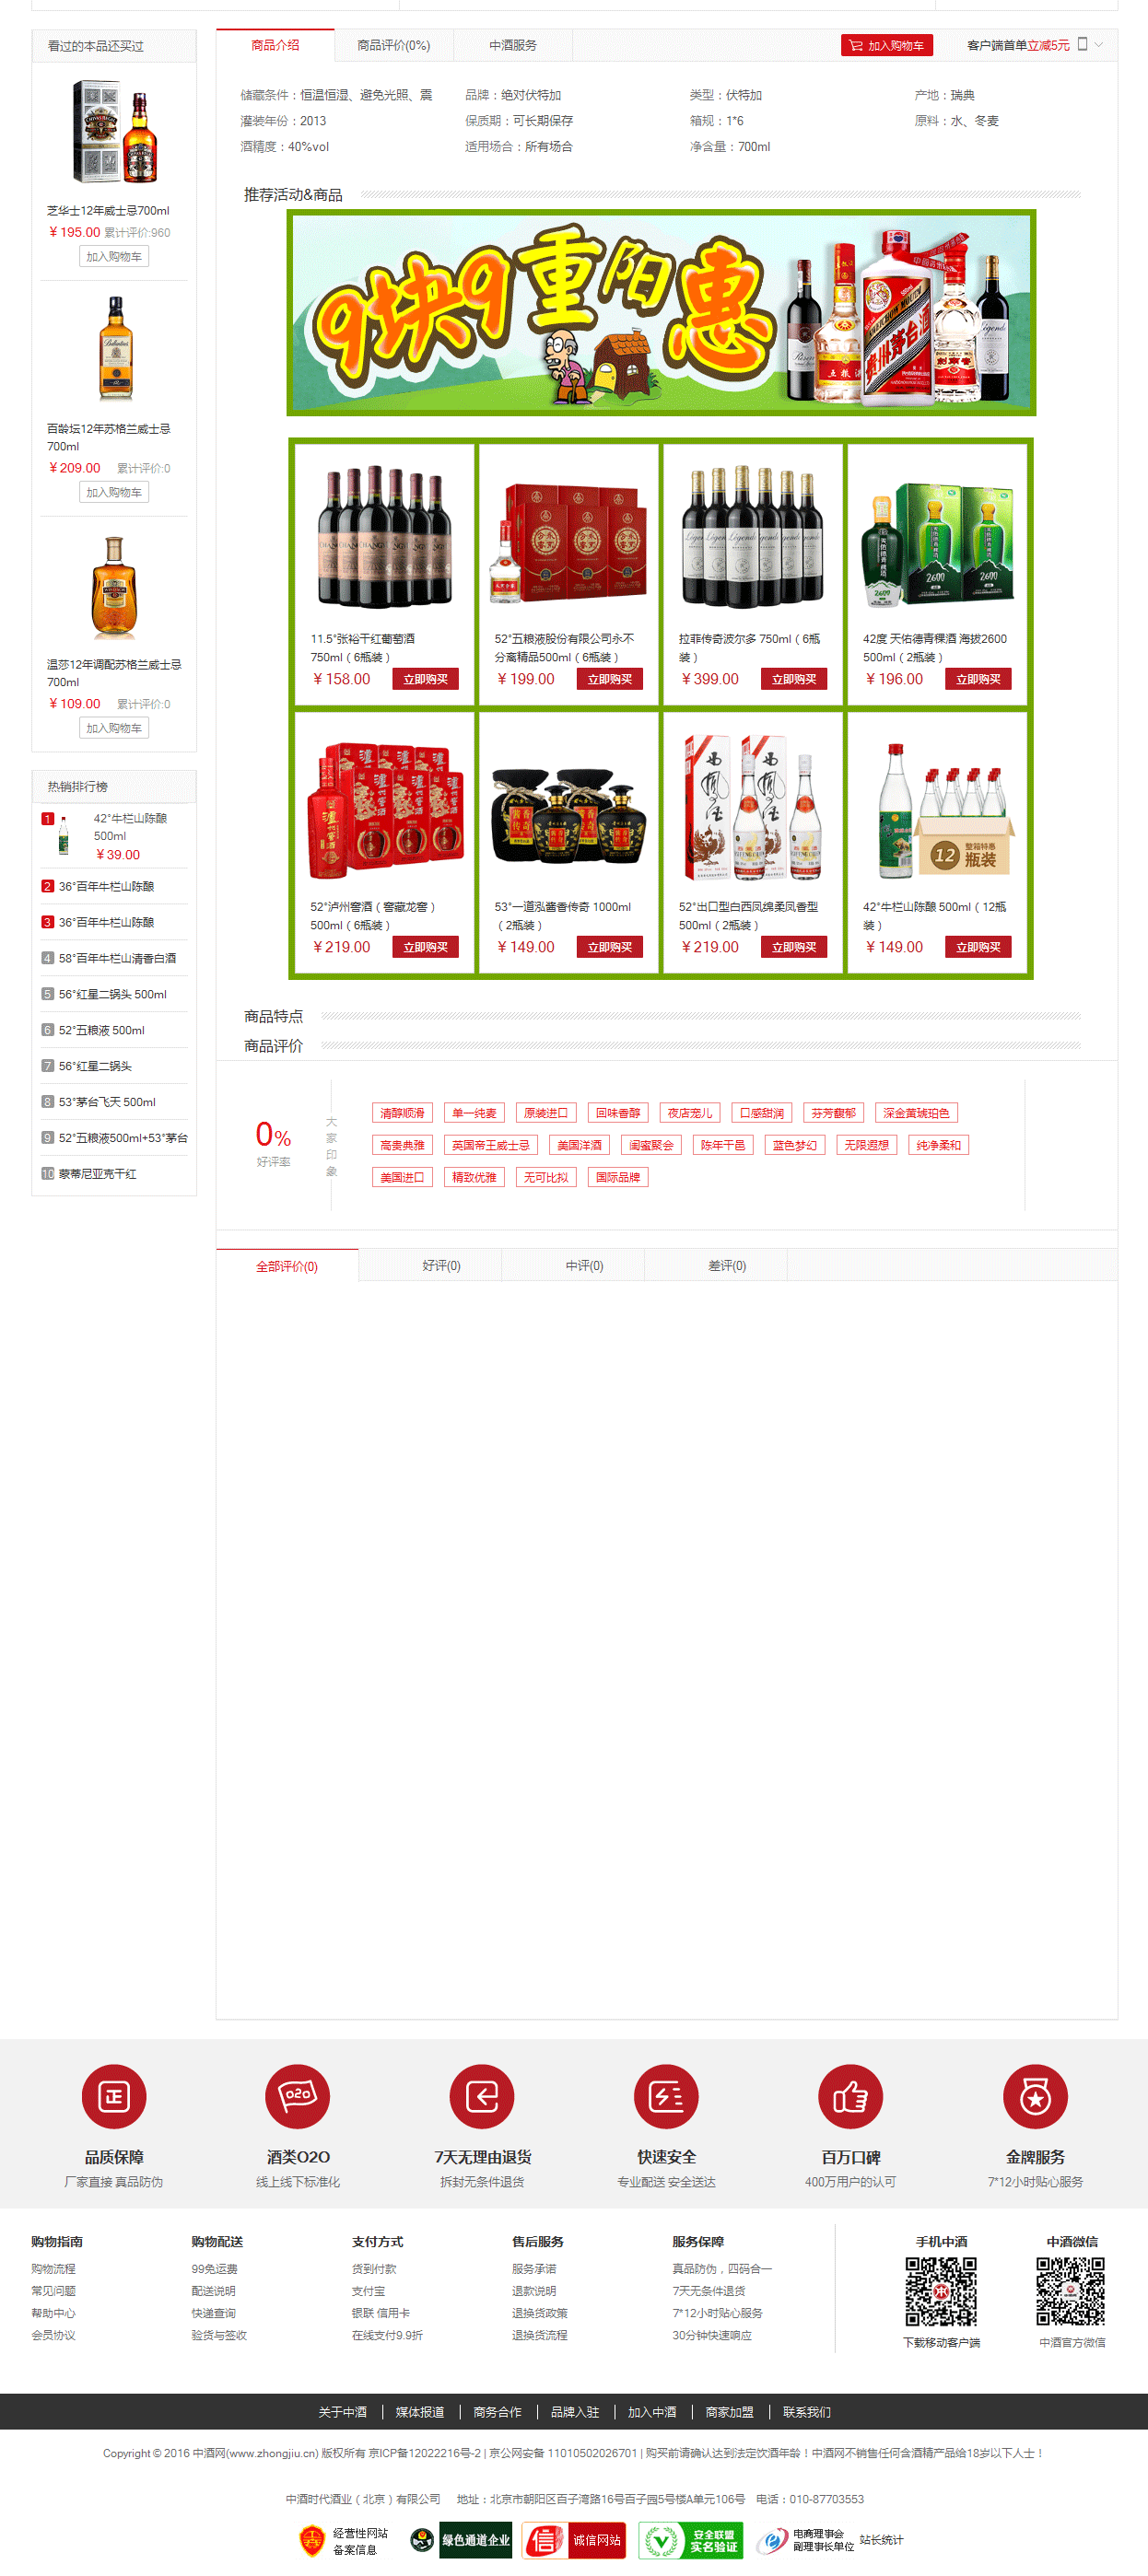 看过的本品还买过
芝华士12年威士忌700ml
￥195.00 累计评价:960
加入购物车
百龄坛12年苏格兰威士忌
700ml
￥209.00 累计评价:0
加入购物车
温莎12年调配苏格兰威士忌
700ml
￥109.00 累计评价:0
加入购物车
热销排行榜
1 42°牛栏山陈酿
500ml
￥39.00
2 36°百年牛栏山陈酿
3 36°百年牛栏山陈酿
4 58°百年牛栏山清香白酒
5 56°红星二锅头 500ml
6 52°五粮液 500ml
7 56°红星二锅头
8 53°茅台飞天 500ml
9 52°五粮液500ml+53°茅台
10 蒙蒂尼亚克干红
商品介绍 商品评价(0%) 中酒服务 加入购物车 客户端首单立减5元
储藏条件：恒温恒湿、避免光照、震 品牌：绝对伏特加 类型：伏特加 产地：瑞典
灌装年份：2013 保质期：可长期保存 箱规：1*6 原料：水、冬麦
酒精度：40%vol 适用场合：所有场合 净含量：700ml
推荐活动&商品
9块9重阳惠
11.5°张裕干红葡萄酒
750ml（6瓶装）
￥158.00 立即购买
52°五粮液股份有限公司永不
分离精品500ml（6瓶装）
￥199.00 立即购买
拉菲传奇波尔多 750ml（6瓶
装）
￥399.00 立即购买
42度 天佑德青稞酒 海拔2600
500ml（2瓶装）
￥196.00 立即购买
整箱特惠
12瓶装
52°泸州窖酒（窖藏龙窖）
500ml（6瓶装）
￥219.00 立即购买
53°一道泓酱香传奇 1000ml
（2瓶装）
￥149.00 立即购买
52°出口型白西凤绵柔凤香型
500ml（2瓶装）
￥219.00 立即购买
42°牛栏山陈酿 500ml（12瓶
装）
￥149.00 立即购买
商品特点
商品评价
0%
好评率
大家印象
清醇顺滑 单一纯麦 原装进口 回味香醇 夜店宠儿 口感甜润 芬芳馥郁 深金黄琥珀色
高贵典雅 英国帝王威士忌 美国洋酒 闺蜜聚会 陈年干邑 蓝色梦幻 无限遐想 纯净柔和
美国进口 精致优雅 无可比拟 国际品牌
全部评价(0) 好评(0) 中评(0) 差评(0)
品质保障 酒类O2O 7天无理由退货 快速安全 百万口碑 金牌服务
厂家直接 真品防伪 线上线下标准化 拆封无条件退货 专业配送 安全送达 400万用户的认可 7*12小时贴心服务
购物指南 购物配送 支付方式 售后服务 服务保障 手机中酒 中酒微信
购物流程 99免运费 货到付款 服务承诺 真品防伪，四码合一
常见问题 配送说明 支付宝 退款说明 7天无条件退货
帮助中心 快递查询 银联 信用卡 退换货政策 7*12小时贴心服务
会员协议 验货与签收 在线支付9.9折 退换货流程 30分钟快速响应
下载移动客户端 中酒官方微信
关于中酒 媒体报道 商务合作 品牌入驻 加入中酒 商家加盟 联系我们
Copyright © 2016 中酒网(www.zhongjiu.cn) 版权所有 京ICP备12022216号-2 | 京公网安备 11010502026701 | 购买前请确认达到法定饮酒年龄！中酒网不销售任何含酒精产品给18岁以下人士！
中酒时代酒业（北京）有限公司 地址：北京市朝阳区百子湾路16号百子园5号楼A单元106号 电话：010-87703553
经营性网站
备案信息
绿色通道企业
信 诚信网站
安全联盟
实名验证
电商理事会
副理事长单位
站长统计